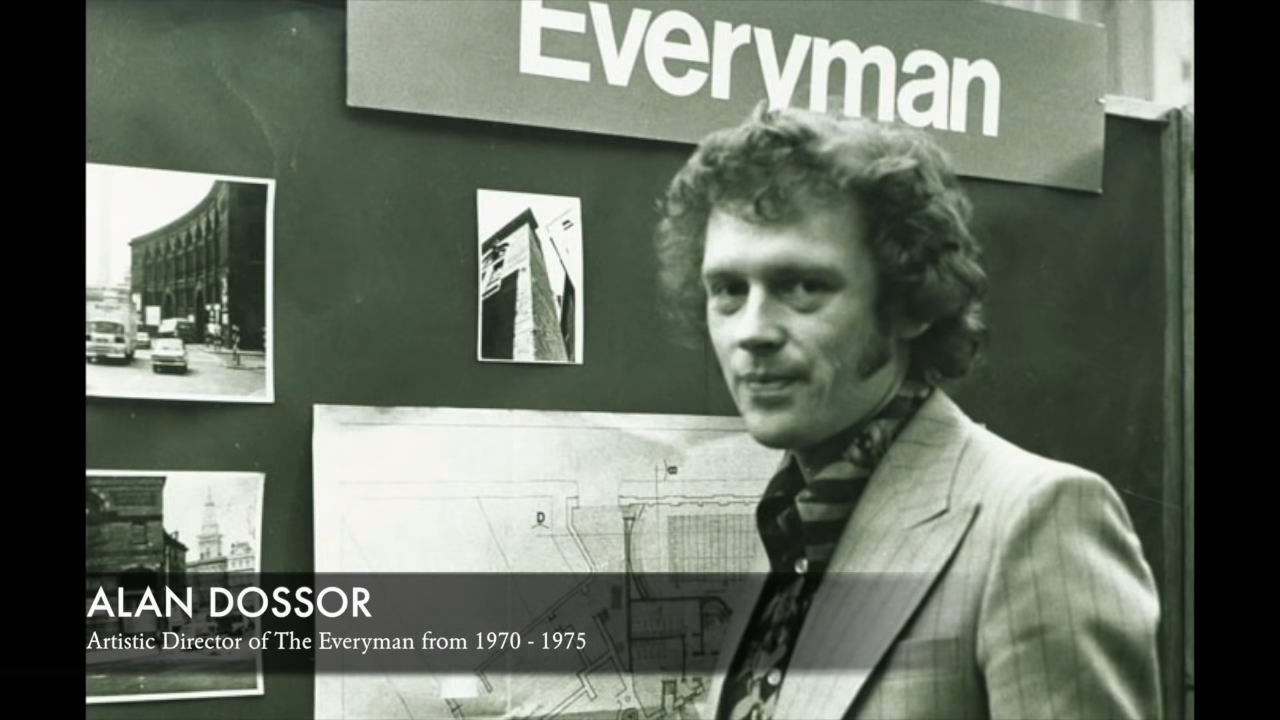 Everyman
D
ALAN DOSSOR
Artistic Director of The Everyman from 1970 - 1975